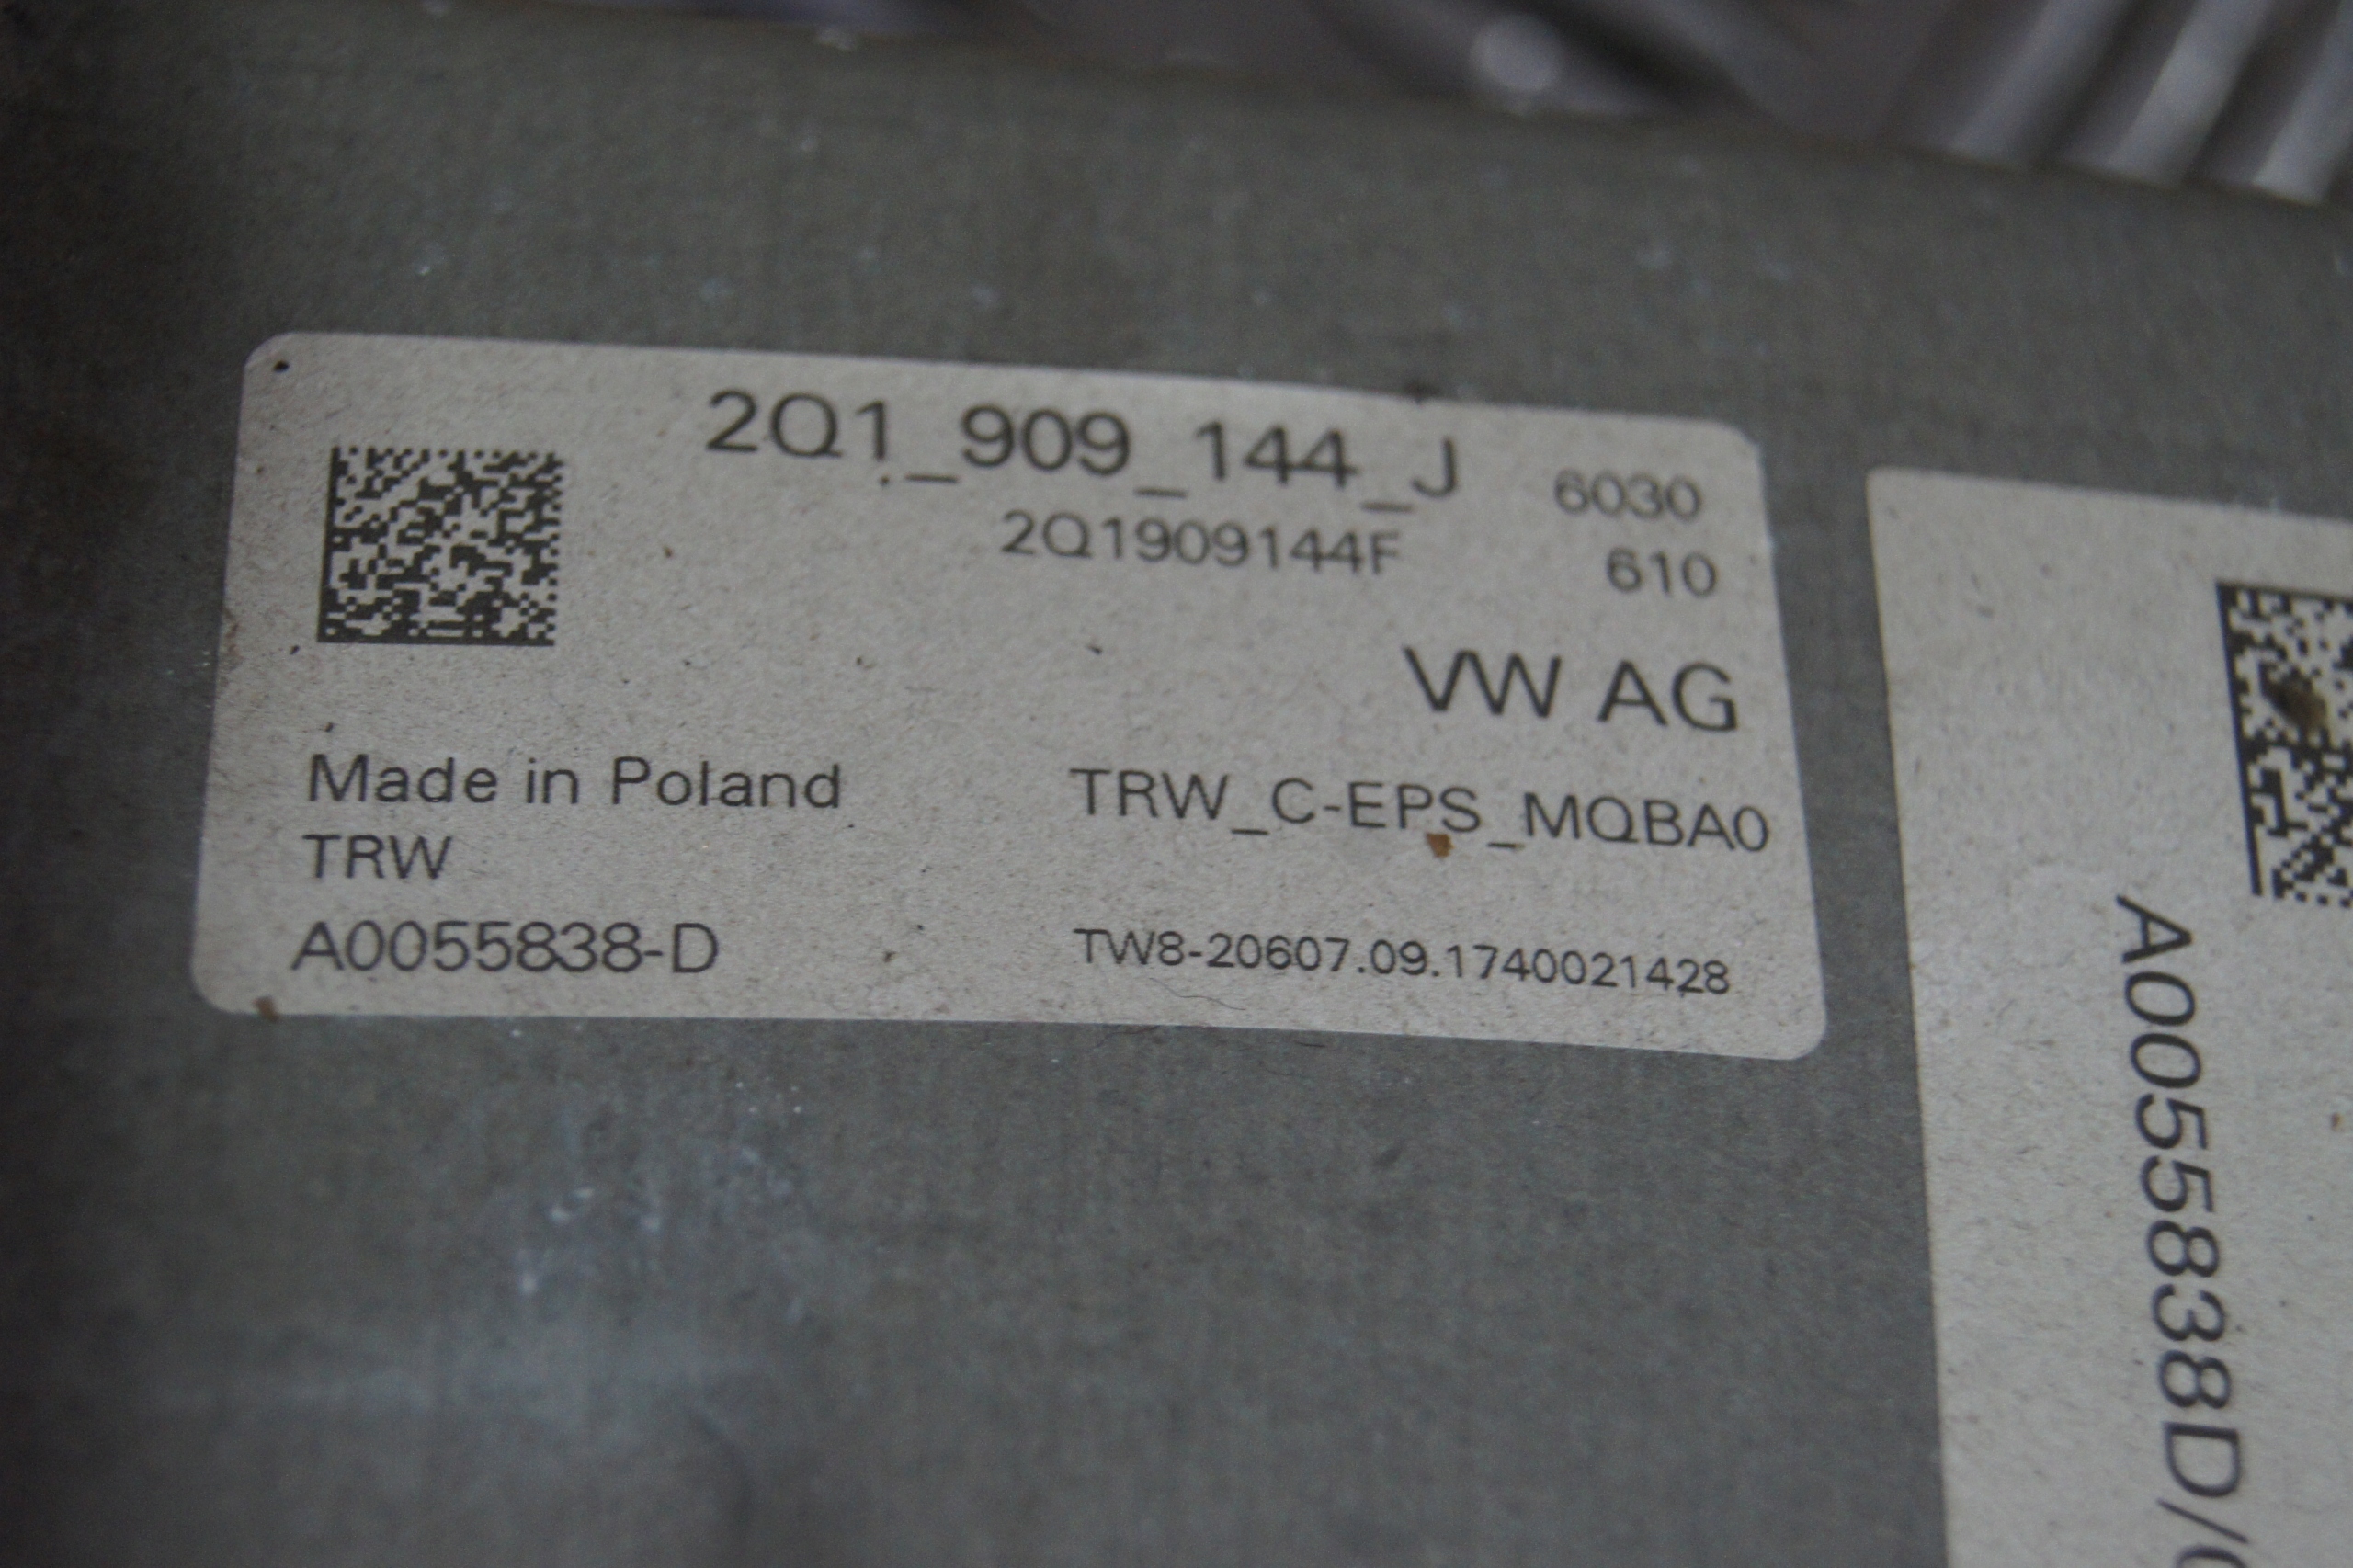 2Q1_909_144_J 6030
2Q1909144F 610
VW AG
Made in Poland TRW_C-EPS_MQBA0
TRW
A0055838-D TW8-20607.09.1740021428
A0055838D/